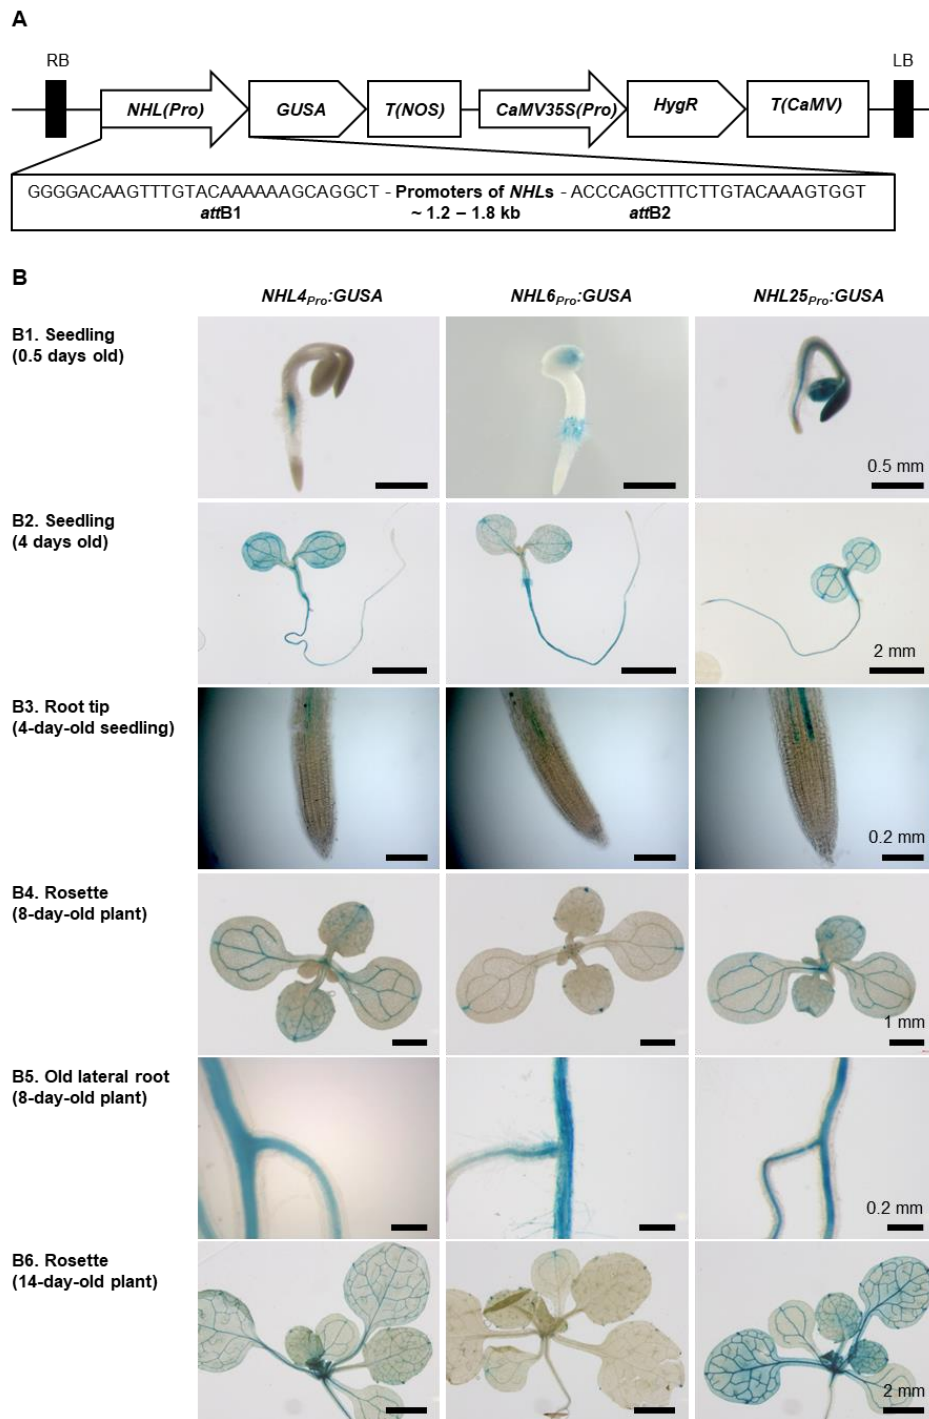 A
RB
LB
NHL(Pro)
GUSA
T(NOS)
CaMV35S(Pro)
HygR
T(CaMV)
GGGGACAAGTTTGTACAAAAAAGCAGGCT - Promoters of NHLs - ACCCAGCTTTCTTGTACAAAGTGGT
attB1
~ 1.2 – 1.8 kb
attB2
B
NHL4Pro:GUSA
NHL6Pro:GUSA
NHL25Pro:GUSA
B1. Seedling
(0.5 days old)
0.5 mm
B2. Seedling
(4 days old)
2 mm
B3. Root tip
(4-day-old seedling)
0.2 mm
B4. Rosette
(8-day-old plant)
1 mm
B5. Old lateral root
(8-day-old plant)
0.2 mm
B6. Rosette
(14-day-old plant)
2 mm